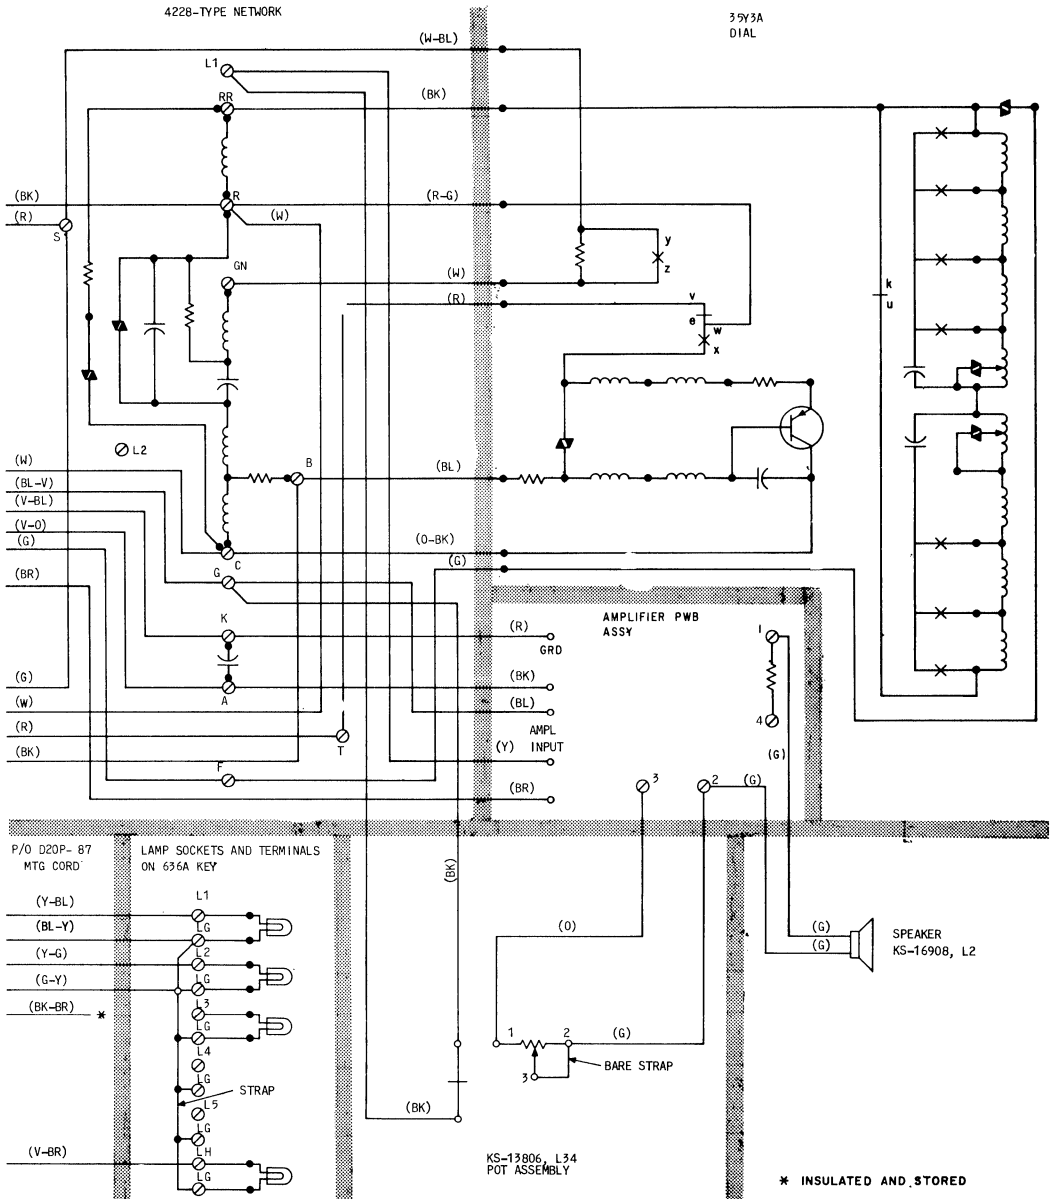 4228-TYPE NETWORK
35Y3A
DIAL
(W-BL)
L1
RR
(BK)
(BK)
R
(R-G)
(R)
(W)
S
y
z
GN
(W)
(R)
v
e
w
x
k
u
L2
(W)
B
(BL)
(BL-V)
(V-BL)
(V-O)
(G)
(O-BK)
C
(G)
(BR)
G
AMPLIFIER PWB
ASSY
K
(R)
GRD
1
(G)
(BK)
A
(W)
(BL)
4
(R)
AMPL
INPUT
T
(Y)
(BK)
(G)
F
3
2
(G)
(BR)
P/O D20P-87
MTG CORD
LAMP SOCKETS AND TERMINALS
ON 636A KEY
(BK)
(Y-BL)
L1
(BL-Y)
LG
(O)
(G)
(G)
SPEAKER
KS-16908, L2
(Y-G)
L2
(G-Y)
LG
(BK-BR)
*
L3
LG
1
2
(G)
L4
3
BARE STRAP
LG
STRAP
L5
(BK)
LG
(V-BR)
LH
LG
KS-13806, L34
POT ASSEMBLY
* INSULATED AND STORED